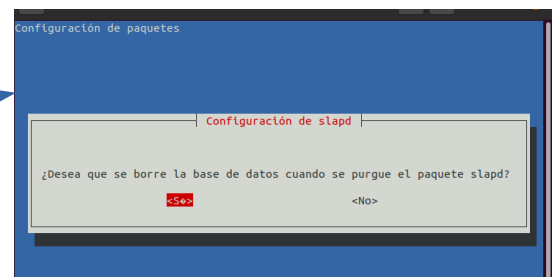 Configuración de paquetes
Configuración de slapd
¿Desea que se borre la base de datos cuando se purgue el paquete slapd?
<S�> <No>